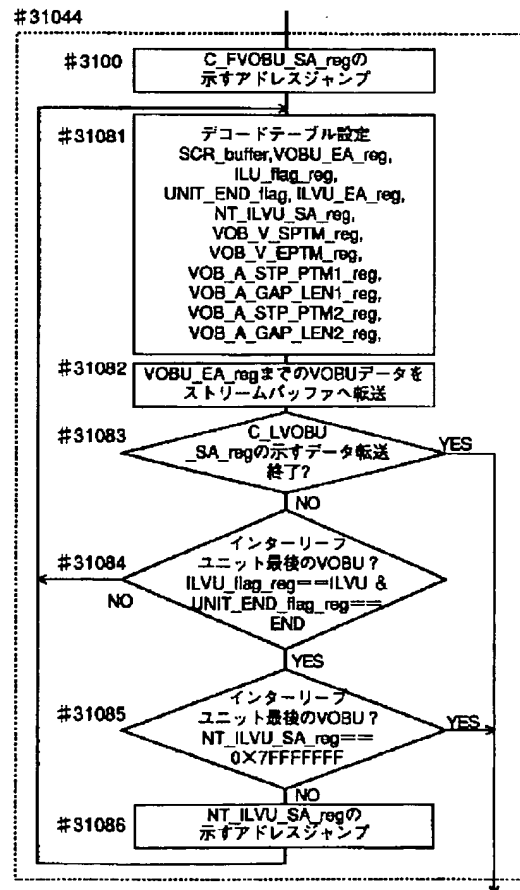 #31044
#3100
C_FVOBU_SA_regの
示すアドレスジャンプ
#31081
デコードテーブル設定
SCR_buffer,VOBU_EA_reg,
ILU_flag_reg,
UNIT_END_flag, ILVU_EA_reg,
NT_ILVU_SA_reg,
VOB_V_SPTM_reg,
VOB_V_EPTM_reg,
VOB_A_STP_PTM1_reg,
VOB_A_GAP_LEN1_reg,
VOB_A_STP_PTM2_reg,
VOB_A_GAP_LEN2_reg,
#31082
VOBU_EA_regまでのVOBUデータを
ストリームバッファへ転送
#31083
C_LVOBU
_SA_regの示すデータ転送
終了?
YES
NO
#31084
インターリーブ
ユニット最後のVOBU?
ILVU_flag_reg==ILVU &
UNIT_END_flag_reg==
END
NO
YES
#31085
インターリーブ
ユニット最後のVOBU?
NT_ILVU_SA_reg==
0×7FFFFFFF
YES
NO
#31086
NT_ILVU_SA_regの
示すアドレスジャンプ